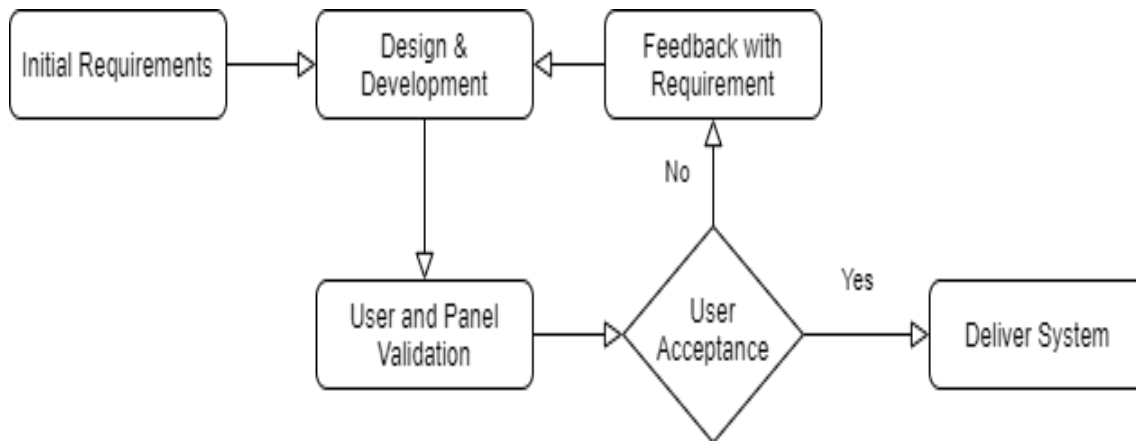 Initial Requirements
Design &
Development
Feedback with
Requirement
No
User and Panel
Validation
User
Acceptance
Yes
Deliver System